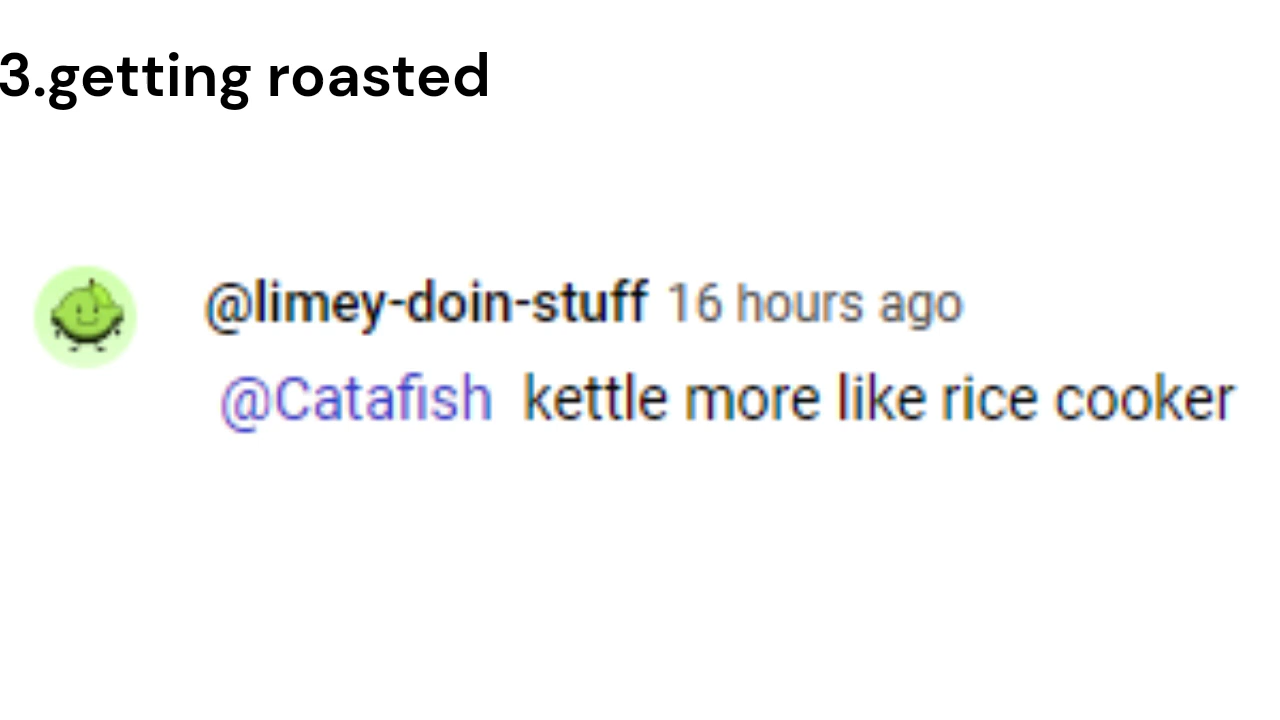 3.getting roasted
@limey-doin-stuff 16 hours ago
@Catafish kettle more like rice cooker